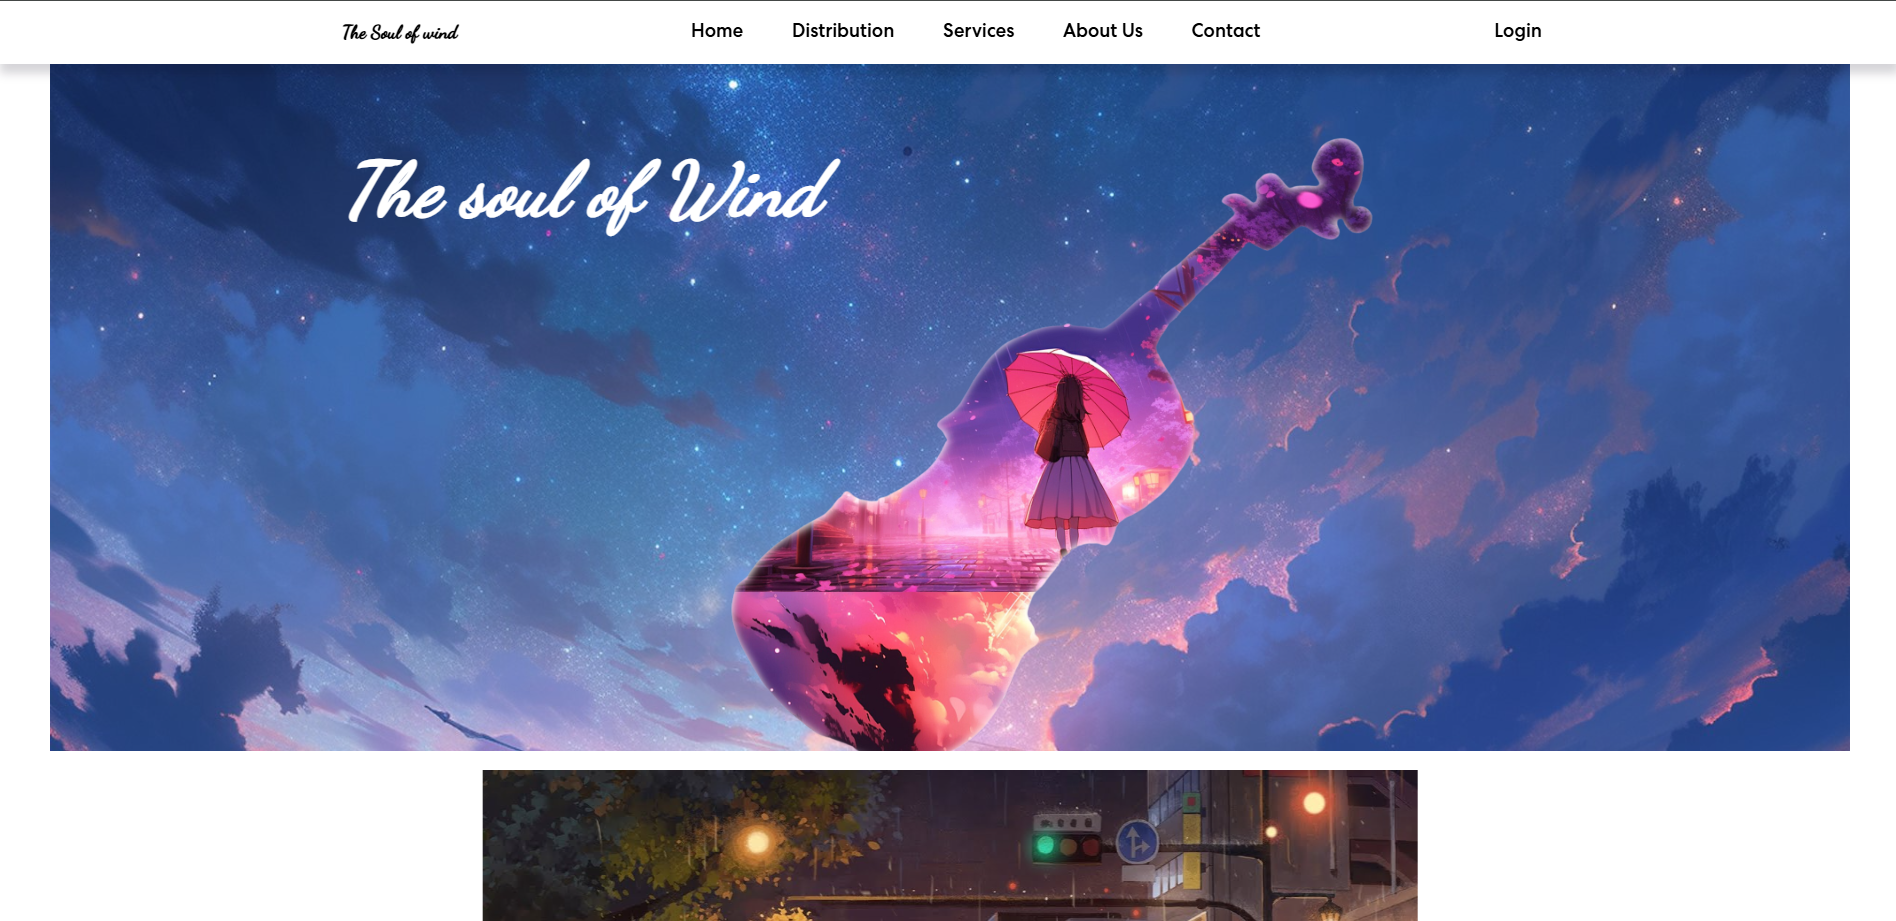 The Soul of wind
Home
Distribution
Services
About Us
Contact
Login
The soul of Wind